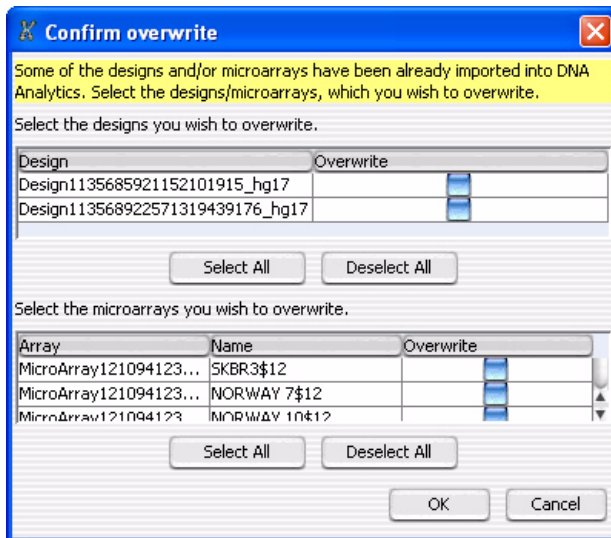 Confirm overwrite
Some of the designs and/or microarrays have been already imported into DNA
Analytics. Select the designs/microarrays, which you wish to overwrite.
Select the designs you wish to overwrite.
Design Overwrite
Design1135685921152101915_hg17
Design113568922571319439176_hg17
Select All Deselect All
Select the microarrays you wish to overwrite.
Array Name Overwrite
MicroArray121094123... SKBR3$12
MicroArray121094123... NORWAY 7$12
MicroArray121094123 NORWAY 10$12
Select All Deselect All
OK Cancel